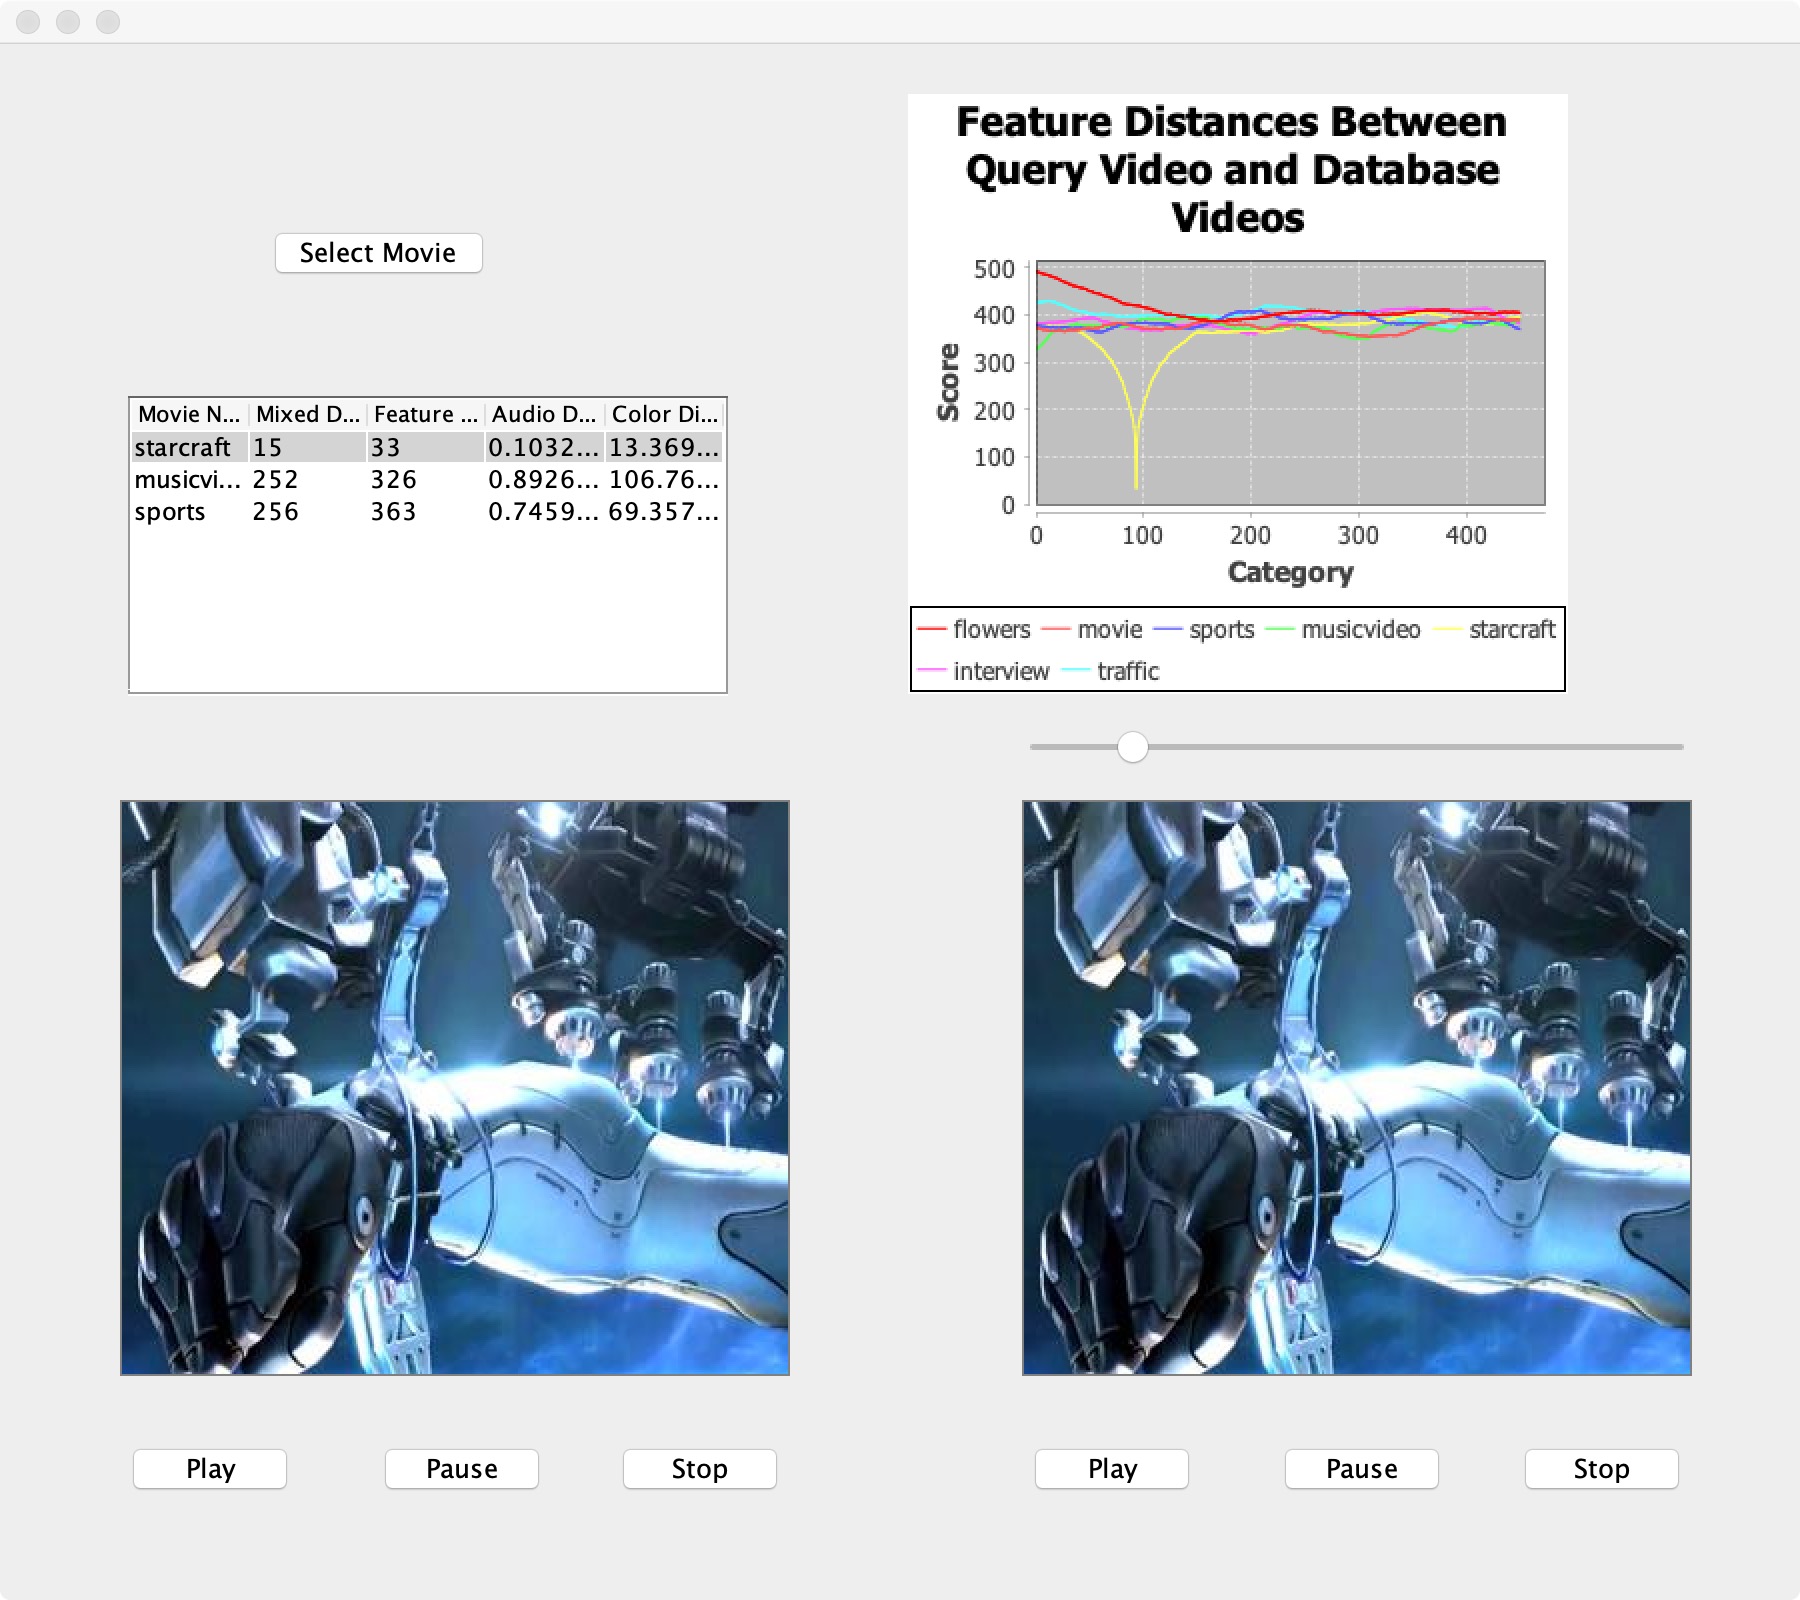 Select Movie
Movie N... Mixed D... Feature ... Audio D... Color Di...
starcraft 15 33 0.1032... 13.369...
musicvi... 252 326 0.8926... 106.76...
sports 256 363 0.7459... 69.357...
Feature Distances Between
Query Video and Database
Videos
Score
500
400
300
200
100
0
0 100 200 300 400
Category
flowers movie sports musicvideo starcraft
interview traffic
Play Pause Stop
Play Pause Stop